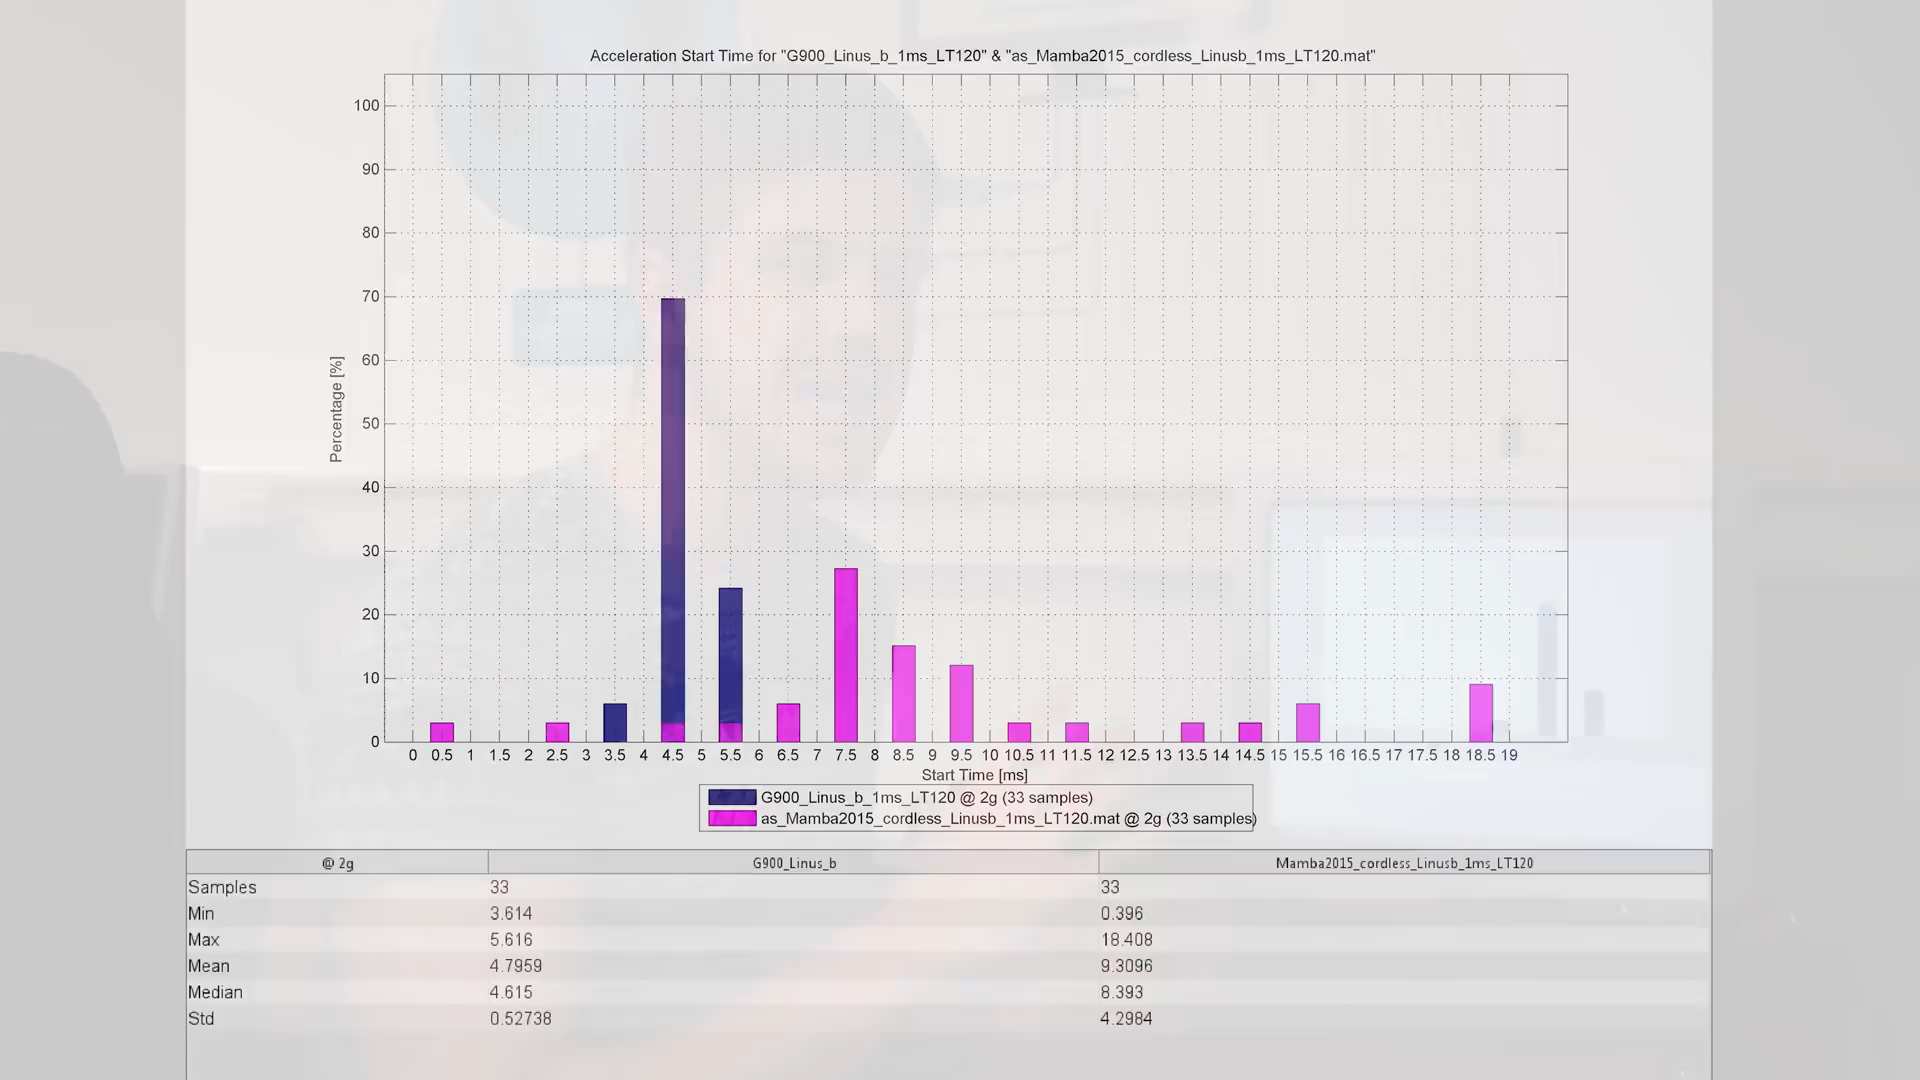 Acceleration Start Time for "G900_Linus_b_1ms_LT120" & "as_Mamba2015_cordless_Linusb_1ms_LT120.mat"
100
90
80
70
60
50
40
30
20
10
0
Percentage [%]
0 0.5 1 1.5 2 2.5 3 3.5 4 4.5 5 5.5 6 6.5 7 7.5 8 8.5 9 9.5 10 10.5 11 11.5 12 12.5 13 13.5 14 14.5 15 15.5 16 16.5 17 17.5 18 18.5 19
Start Time [ms]
G900_Linus_b_1ms_LT120 @ 2g (33 samples)
as_Mamba2015_cordless_Linusb_1ms_LT120.mat @ 2g (33 samples)
@ 2g G900_Linus_b Mamba2015_cordless_Linusb_1ms_LT120
Samples 33 33
Min 3.614 0.396
Max 5.616 18.408
Mean 4.7959 9.3096
Median 4.615 8.393
Std 0.52738 4.2984